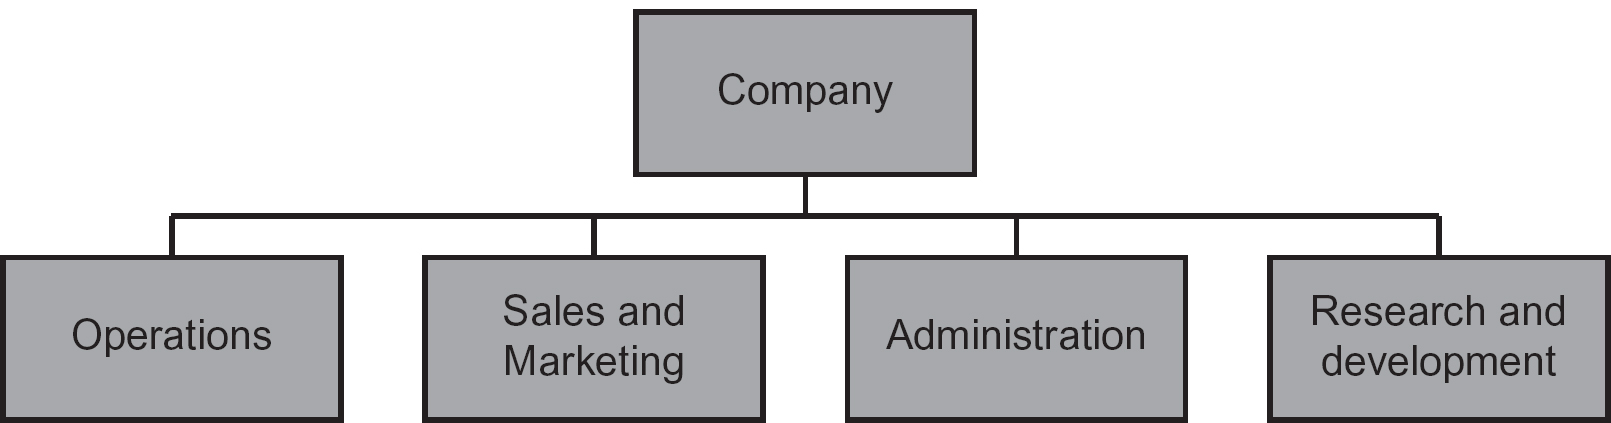 Company
Operations
Sales and
Marketing
Administration
Research and
development